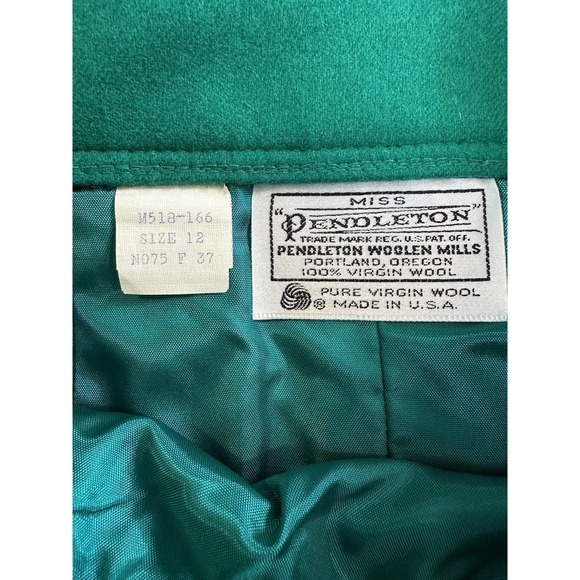 M518-166
SIZE 12
N075 F 37
MISS
"PENDLETON"
TRADE MARK REG. U.S. PAT. OFF.
PENDLETON WOOLEN MILLS
PORTLAND, OREGON
100% VIRGIN WOOL
PURE VIRGIN WOOL
® MADE IN U.S.A.